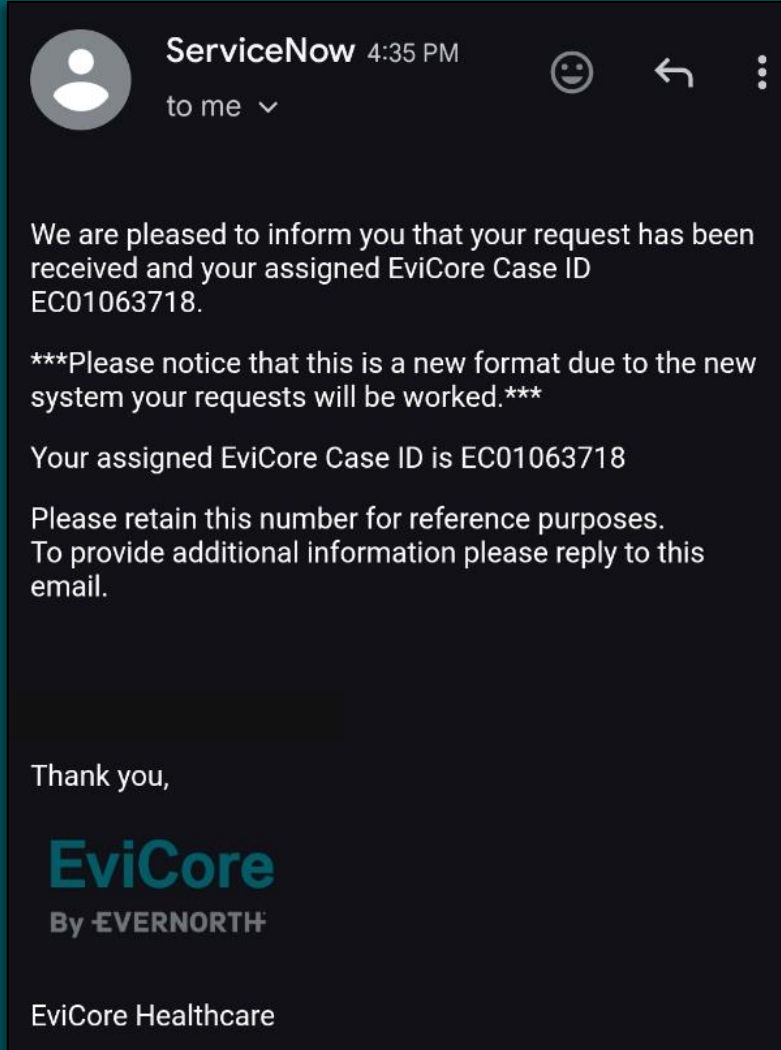 ServiceNow 4:35 PM
to me
We are pleased to inform you that your request has been
received and your assigned EviCore Case ID
EC01063718.
***Please notice that this is a new format due to the new
system your requests will be worked.***
Your assigned EviCore Case ID is EC01063718
Please retain this number for reference purposes.
To provide additional information please reply to this
email.
Thank you,
EviCore
By EVERNORTH
EviCore Healthcare